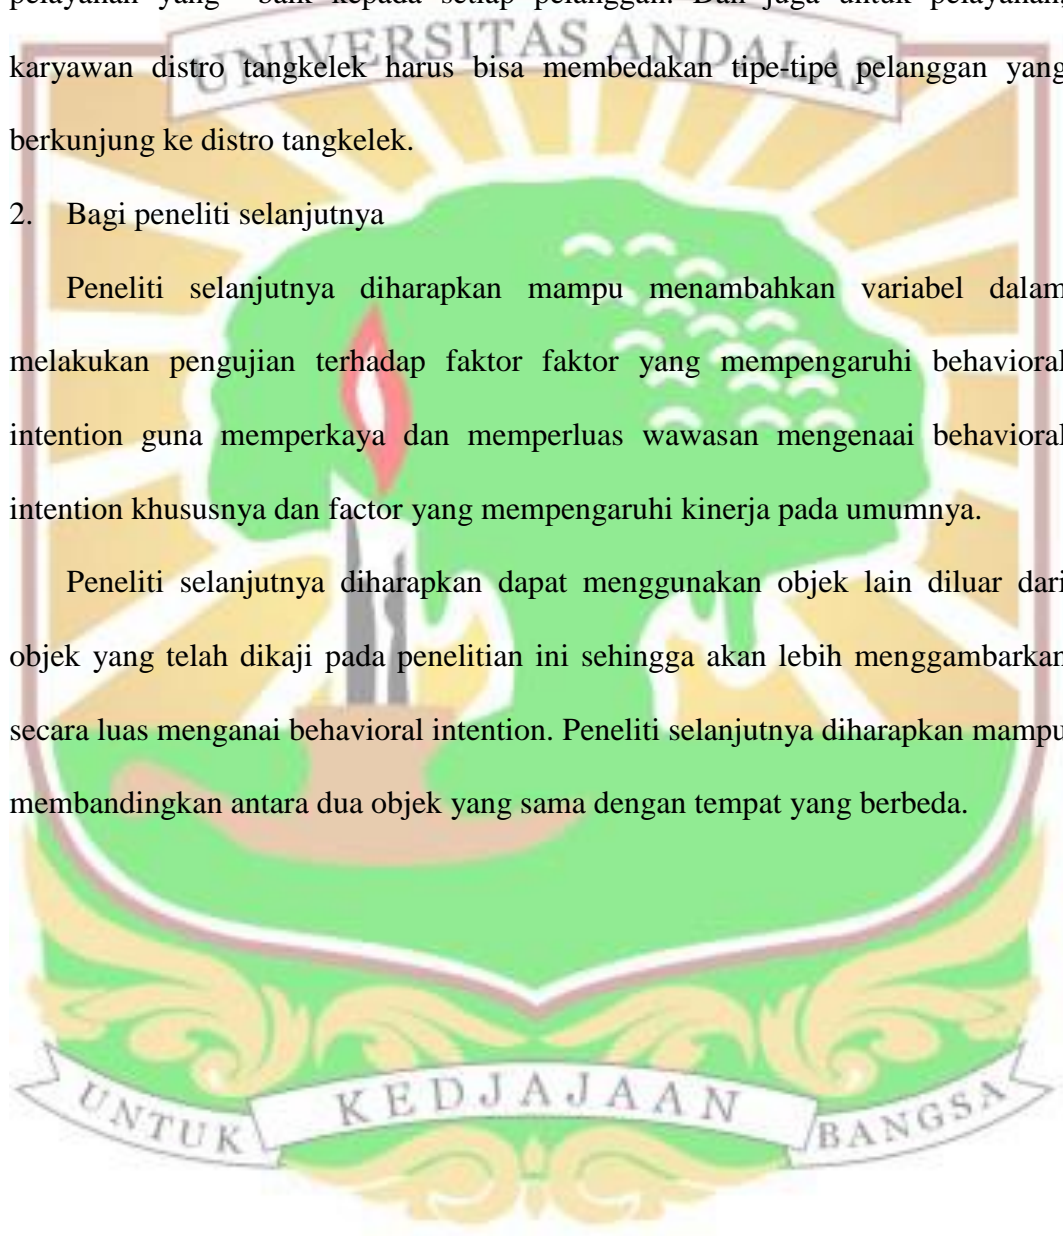 pelayanan yang baik kepada setiap pelanggan. Dan juga untuk pelayanan,
UNIVERSITAS ANDALAS
karyawan distro tangkelek harus bisa membedakan tipe-tipe pelanggan yang
berkunjung ke distro tangkelek.
2. Bagi peneliti selanjutnya
Peneliti selanjutnya diharapkan mampu menambahkan variabel dalam
melakukan pengujian terhadap faktor faktor yang mempengaruhi behavioral
intention guna memperkaya dan memperluas wawasan mengenaai behavioral
intention khususnya dan factor yang mempengaruhi kinerja pada umumnya.
Peneliti selanjutnya diharapkan dapat menggunakan objek lain diluar dari
objek yang telah dikaji pada penelitian ini sehingga akan lebih menggambarkan
secara luas menganai behavioral intention. Peneliti selanjutnya diharapkan mampu
membandingkan antara dua objek yang sama dengan tempat yang berbeda.
UNTUK KEDJAJAAN BANGSA